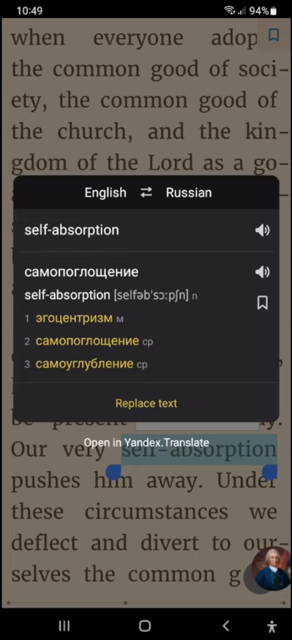 10:49
94%
when everyone adop
the common good of soci-
ety, the common good of
the church, and the kin-
gdom of the Lord as a go-
English
Russian
self-absorption
самопоглощение
self-absorption [selfəb'sɔ:pʃn] n
1 эгоцентризм м
2 самопоглощение ср
3 самоуглубление ср
Replace text
Open in Yandex.Translate
be present
Our very self-absorption
pushes him away. Under
these circumstances we
deflect and divert to our-
selves the common g